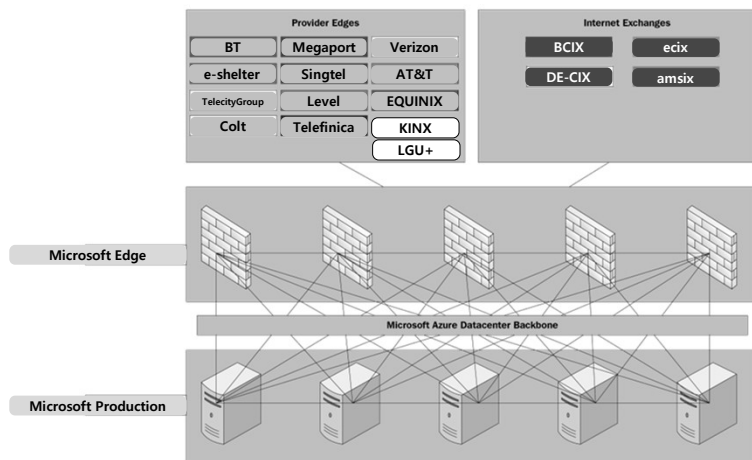 Provider Edges
BT
Megaport
Verizon
e-shelter
Singtel
AT&T
TelecityGroup
Level
EQUINIX
Colt
Telefinica
KINX
LGU+
Internet Exchanges
BCIX
ecix
DE-CIX
amsix
Microsoft Edge
Microsoft Azure Datacenter Backbone
Microsoft Production